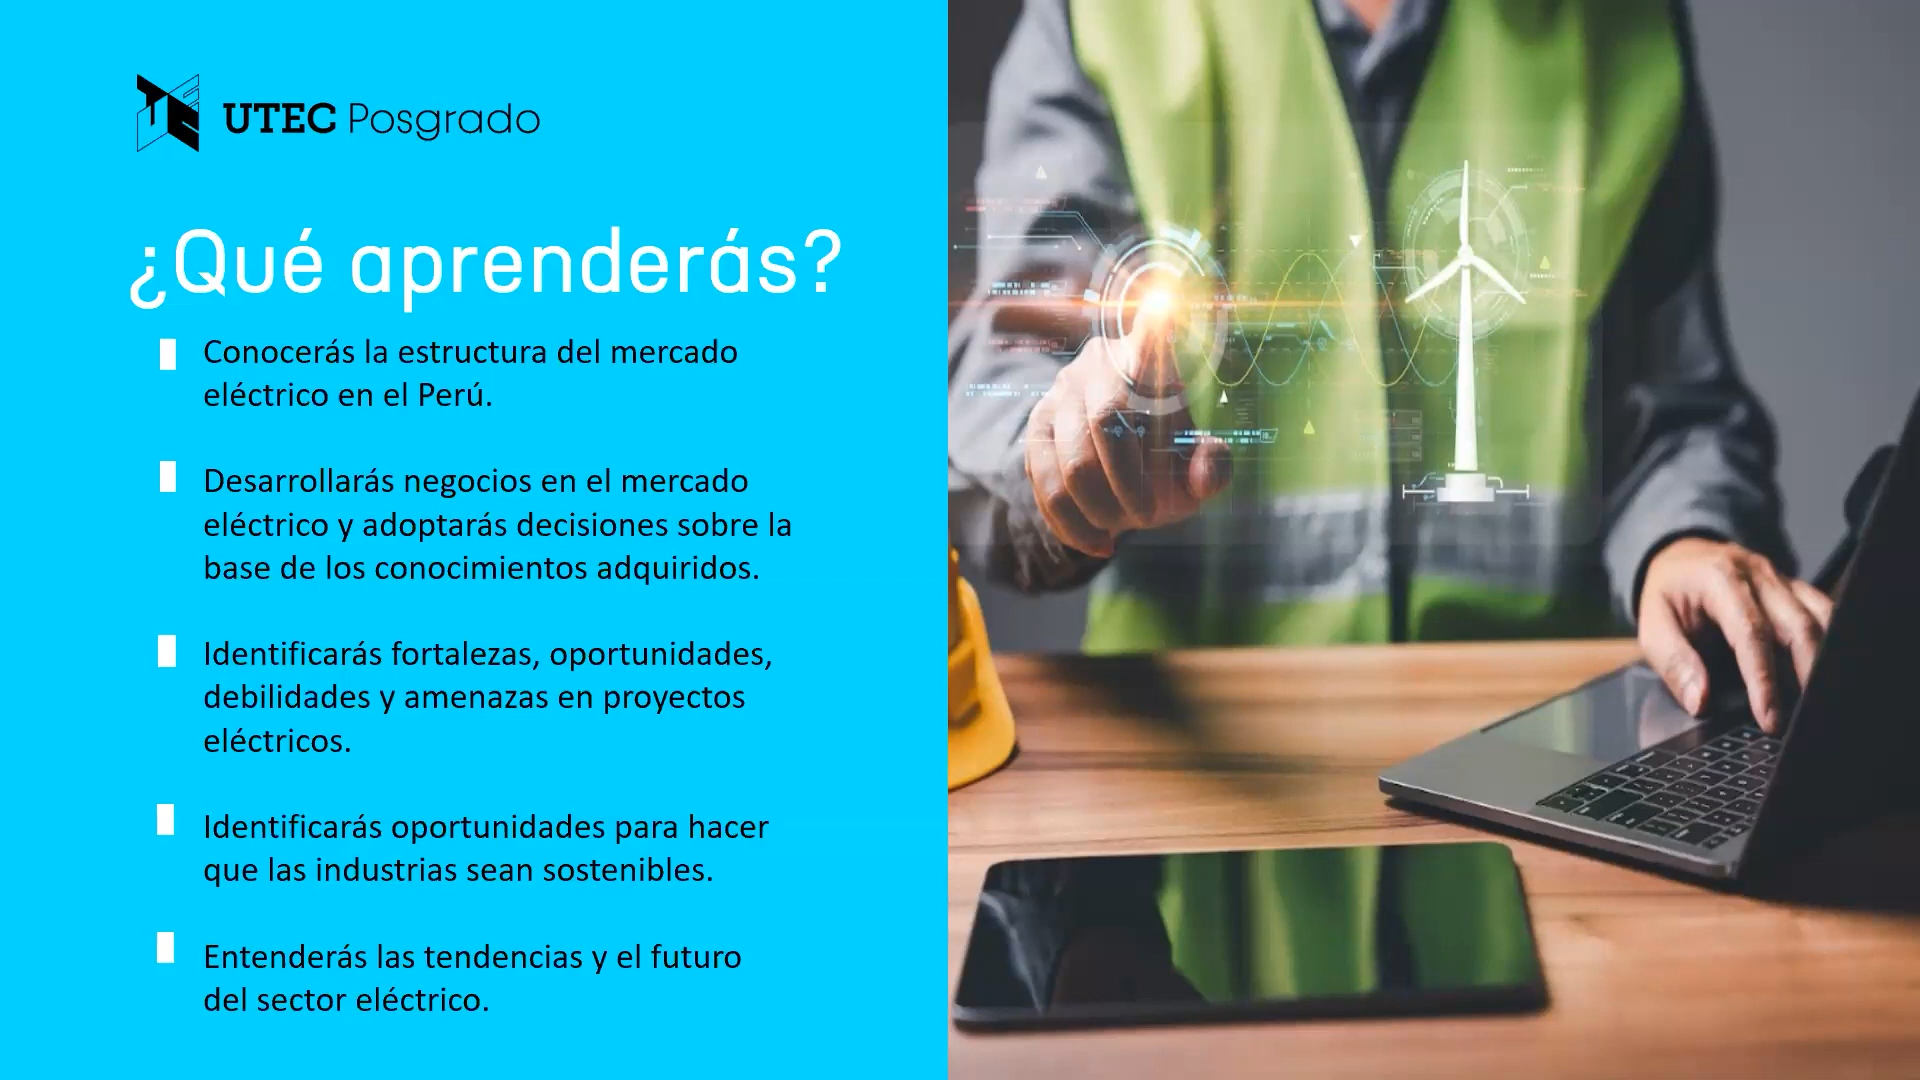 UTEC Posgrado
¿Qué aprenderás?
Conocerás la estructura del mercado
eléctrico en el Perú.
Desarrollarás negocios en el mercado
eléctrico y adoptarás decisiones sobre la
base de los conocimientos adquiridos.
Identificarás fortalezas, oportunidades,
debilidades y amenazas en proyectos
eléctricos.
Identificarás oportunidades para hacer
que las industrias sean sostenibles.
Entenderás las tendencias y el futuro
del sector eléctrico.